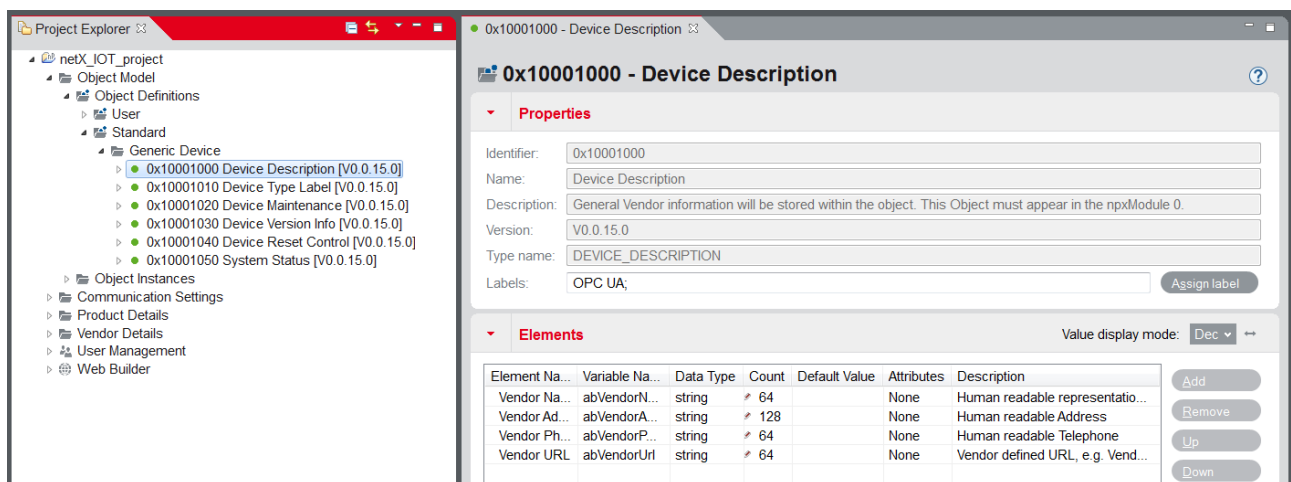 Project Explorer
netX_IOT_project
Object Model
Object Definitions
User
Standard
Generic Device
0x10001000 Device Description [V0.0.15.0]
0x10001010 Device Type Label [V0.0.15.0]
0x10001020 Device Maintenance [V0.0.15.0]
0x10001030 Device Version Info [V0.0.15.0]
0x10001040 Device Reset Control [V0.0.15.0]
0x10001050 System Status [V0.0.15.0]
Object Instances
Communication Settings
Product Details
Vendor Details
User Management
Web Builder
0x10001000 - Device Description
0x10001000 - Device Description
Properties
Identifier: 0x10001000
Name: Device Description
Description: General Vendor information will be stored within the object. This Object must appear in the npxModule 0.
Version: V0.0.15.0
Type name: DEVICE_DESCRIPTION
Labels: OPC UA; Assign label
Elements Value display mode: Dec
Element Na... Variable Na... Data Type Count Default Value Attributes Description
Vendor Na... abVendorN... string 64 None Human readable representatio...
Vendor Ad... abVendorA... string 128 None Human readable Address
Vendor Ph... abVendorP... string 64 None Human readable Telephone
Vendor URL abVendorUrl string 64 None Vendor defined URL, e.g. Vend...
Add
Remove
Up
Down